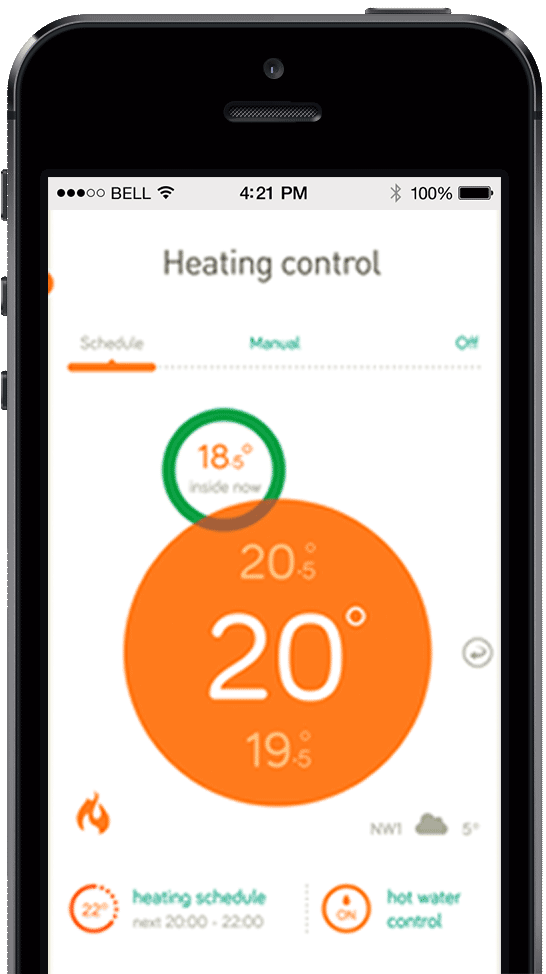 BELL 4:21 PM 100%
Heating control
Schedule Manual Off
18.5°
inside now
20.5°
20°
19.5°
NW1 5°
22° heating schedule
next 20:00 - 22:00
ON hot water
control